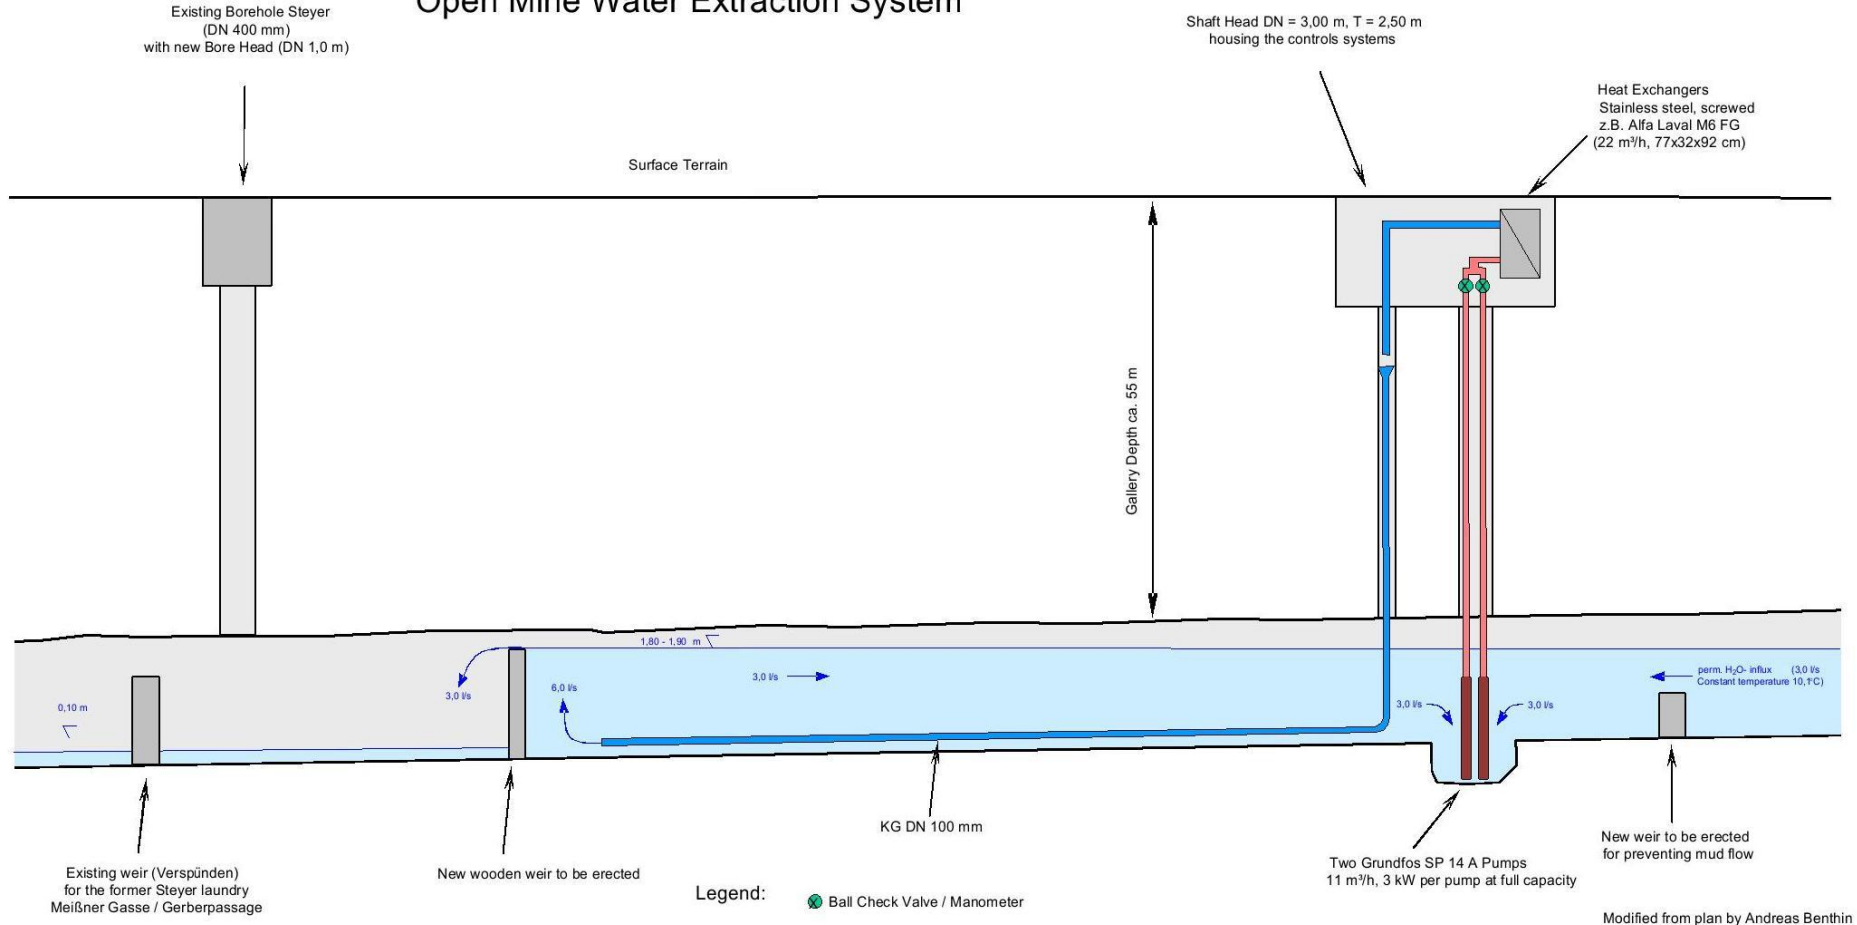 Open Mine Water Extraction System
Existing Borehole Steyer
(DN 400 mm)
with new Bore Head (DN 1,0 m)
Shaft Head DN = 3,00 m, T = 2,50 m
housing the controls systems
Heat Exchangers
Stainless steel, screwed
z.B. Alfa Laval M6 FG
(22 m³/h, 77x32x92 cm)
Surface Terrain
Gallery Depth ca. 55 m
1,80 - 1,90 m
3,0 l/s
6,0 l/s
3,0 l/s
3,0 l/s
3,0 l/s
perm. H₂O- influx (3,0 l/s
Constant temperature 10,1°C)
0,10 m
KG DN 100 mm
New weir to be erected
for preventing mud flow
Two Grundfos SP 14 A Pumps
11 m³/h, 3 kW per pump at full capacity
New wooden weir to be erected
Existing weir (Verspünden)
for the former Steyer laundry
Meißner Gasse / Gerberpassage
Legend:
Ball Check Valve / Manometer
Modified from plan by Andreas Benthin